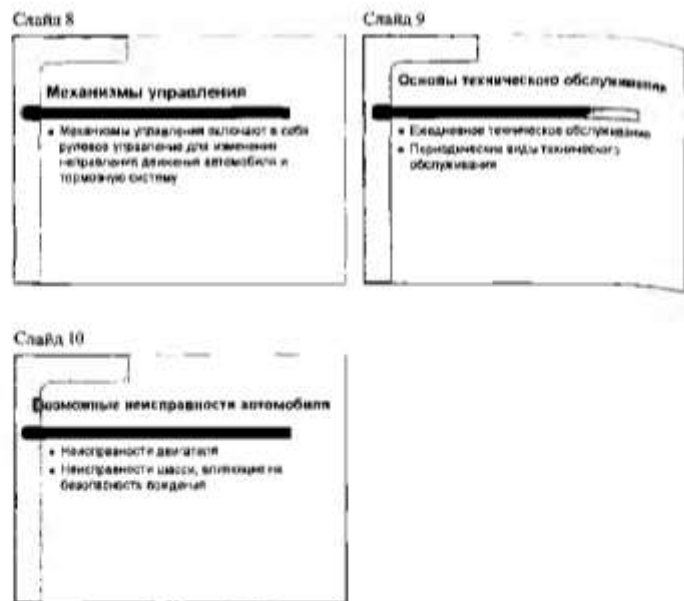 Слайд 8
Механизмы управления
• Механизмы управления включают в себя
рулевое управление для изменения
направления движения автомобиля и
тормозную систему
Слайд 9
Основы технического обслуживания
• Ежедневное техническое обслуживание
• Периодические виды технического
обслуживания
Слайд 10
Возможные неисправности автомобиля
• Неисправности двигателя
• Неисправности шасси, влияющие на
безопасность вождения